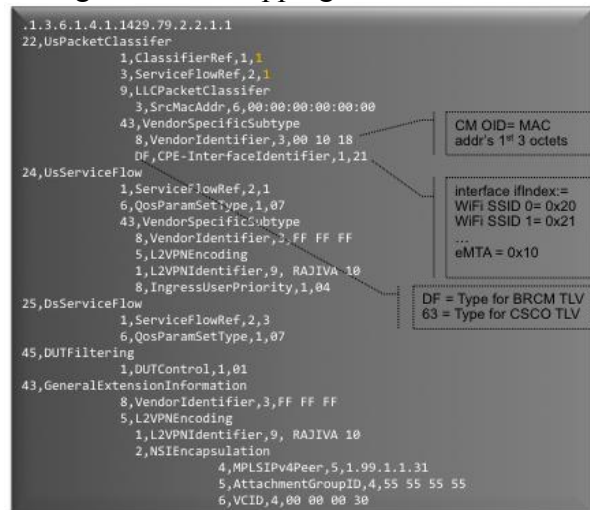 .1.3.6.1.4.1.1429.79.2.2.1.1
22,UsPacketClassifer
1,ClassifierRef,1,1
3,ServiceFlowRef,2,1
9,LLCPacketClassifer
3,SrcMacAddr,6,00:00:00:00:00:00
43,VendorSpecificSubtype
8,VendorIdentifier,3,00 10 18
DF,CPE-InterfaceIdentifier,1,21
24,UsServiceFlow
1,ServiceFlowRef,2,1
6,QosParamSetType,1,07
43,VendorSpecificSubtype
8,VendorIdentifier,3,FF FF FF
5,L2VPNEncoding
1,L2VPNIdentifier,9, RAJIVA 10
8,IngressUserPriority,1,04
25,DsServiceFlow
1,ServiceFlowRef,2,3
6,QosParamSetType,1,07
45,DUTFiltering
1,DUTControl,1,01
43,GeneralExtensionInformation
8,VendorIdentifier,3,FF FF FF
5,L2VPNEncoding
1,L2VPNIdentifier,9, RAJIVA 10
2,NSIEncapsulation
4,MPLSIPv4Peer,5,1.99.1.1.31
5,AttachmentGroupID,4,55 55 55 55
6,VCID,4,00 00 00 30
CM OID= MAC
addr's 1st 3 octets
interface ifIndex:=
WiFi SSID 0= 0x20
WiFi SSID 1= 0x21
...
eMTA = 0x10
DF = Type for BRCM TLV
63 = Type for CSCO TLV